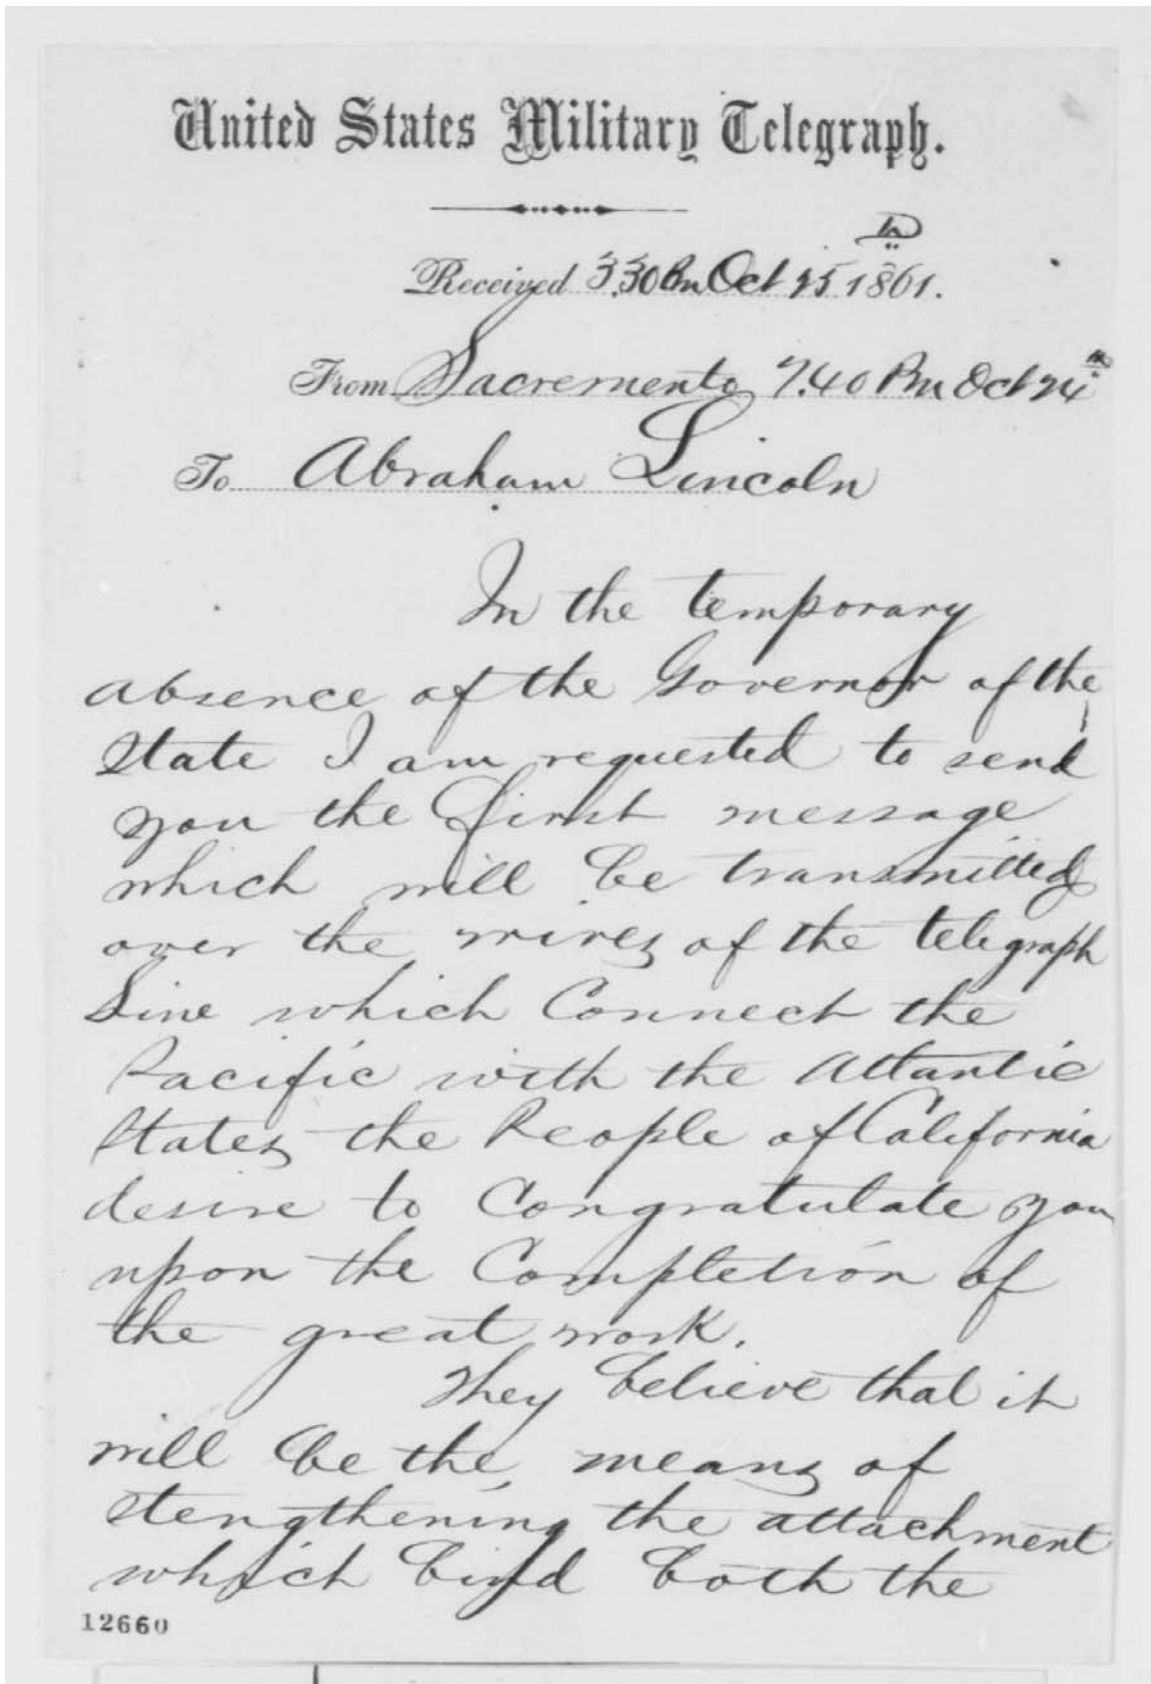 United States Military Telegraph.
Received 3.30 Pm Oct 25th 1861.
From Sacremento 7.40 Pm Oct 24th
To Abraham Lincoln
In the temporary
absence of the Governor of the
State I am requested to send
you the first message
which will be transmitted
over the wires of the telegraph
Line which Connect the
Pacific with the Atlantic
States the People of California
desire to Congratulate you
upon the Completion of
the great work.
They believe that it
will be the means of
stengthening the attachment
which bind both the
12660